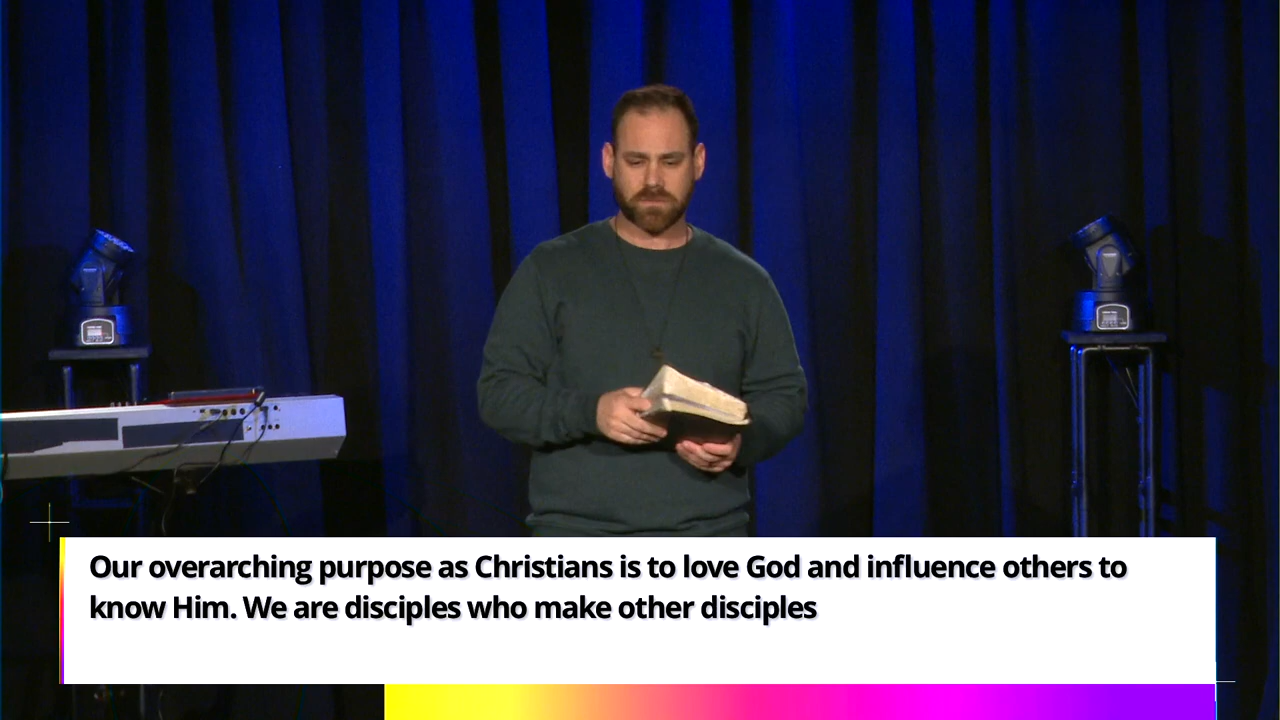 Our overarching purpose as Christians is to love God and influence others to
know Him. We are disciples who make other disciples